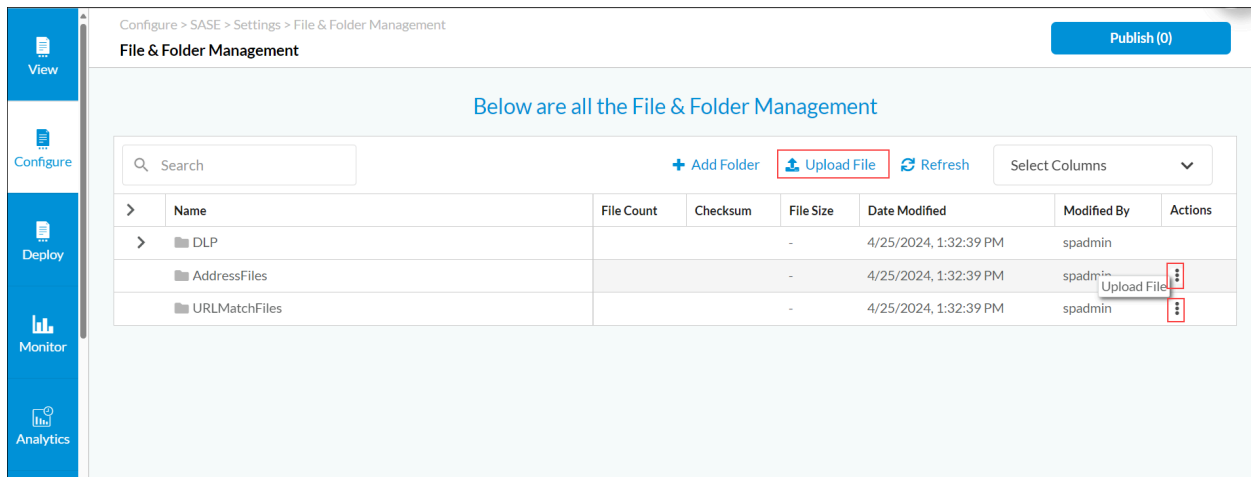 Configure > SASE > Settings > File & Folder Management
File & Folder Management
Publish (0)
View
Configure
Deploy
Monitor
Analytics
Below are all the File & Folder Management
Search
Add Folder
Upload File
Refresh
Select Columns
Name File Count Checksum File Size Date Modified Modified By Actions
DLP - 4/25/2024, 1:32:39 PM spadmin
AddressFiles - 4/25/2024, 1:32:39 PM spadmin
Upload File
URLMatchFiles - 4/25/2024, 1:32:39 PM spadmin